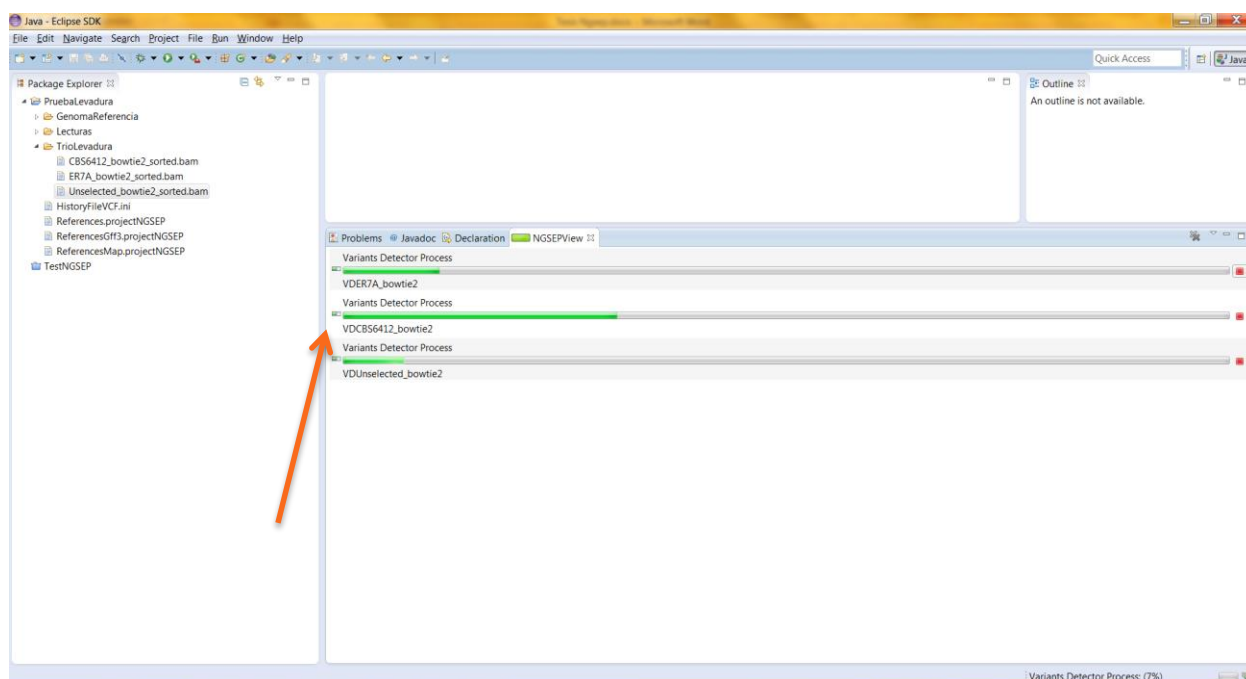 Java - Eclipse SDK
File Edit Navigate Search Project File Run Window Help
Quick Access
Java
Package Explorer
PruebaLevadura
GenomaReferencia
Lecturas
TrioLevadura
CBS6412_bowtie2_sorted.bam
ER7A_bowtie2_sorted.bam
Unselected_bowtie2_sorted.bam
HistoryFileVCF.ini
References.projectNGSEP
ReferencesGff3.projectNGSEP
ReferencesMap.projectNGSEP
TestNGSEP
Outline
An outline is not available.
Problems Javadoc Declaration NGSEPView
Variants Detector Process
VDER7A_bowtie2
Variants Detector Process
VDCBS6412_bowtie2
Variants Detector Process
VDUnselected_bowtie2
Variants Detector Process: (7%)